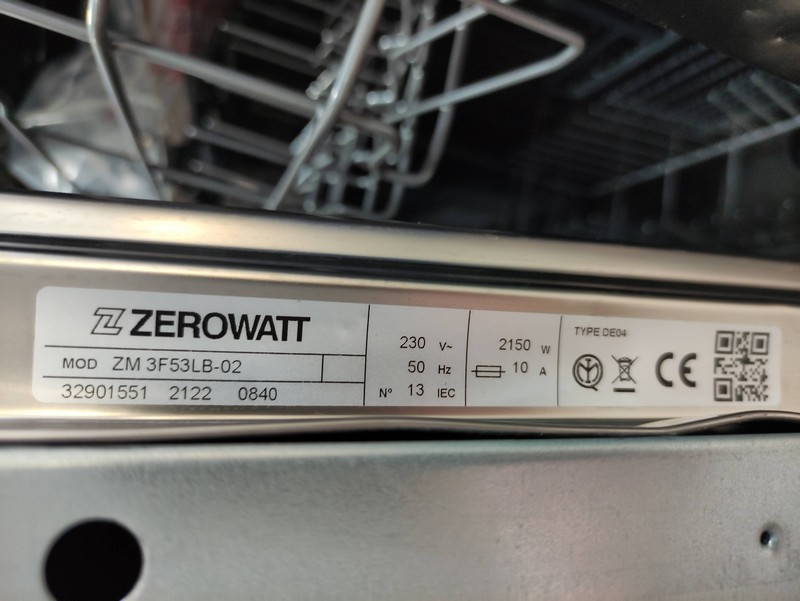 ZEROWATT
MOD ZM 3F53LB-02
32901551 2122 0840
230 V~
50 Hz
N° 13 IEC
2150 W
10 A
TYPE DE04
CE